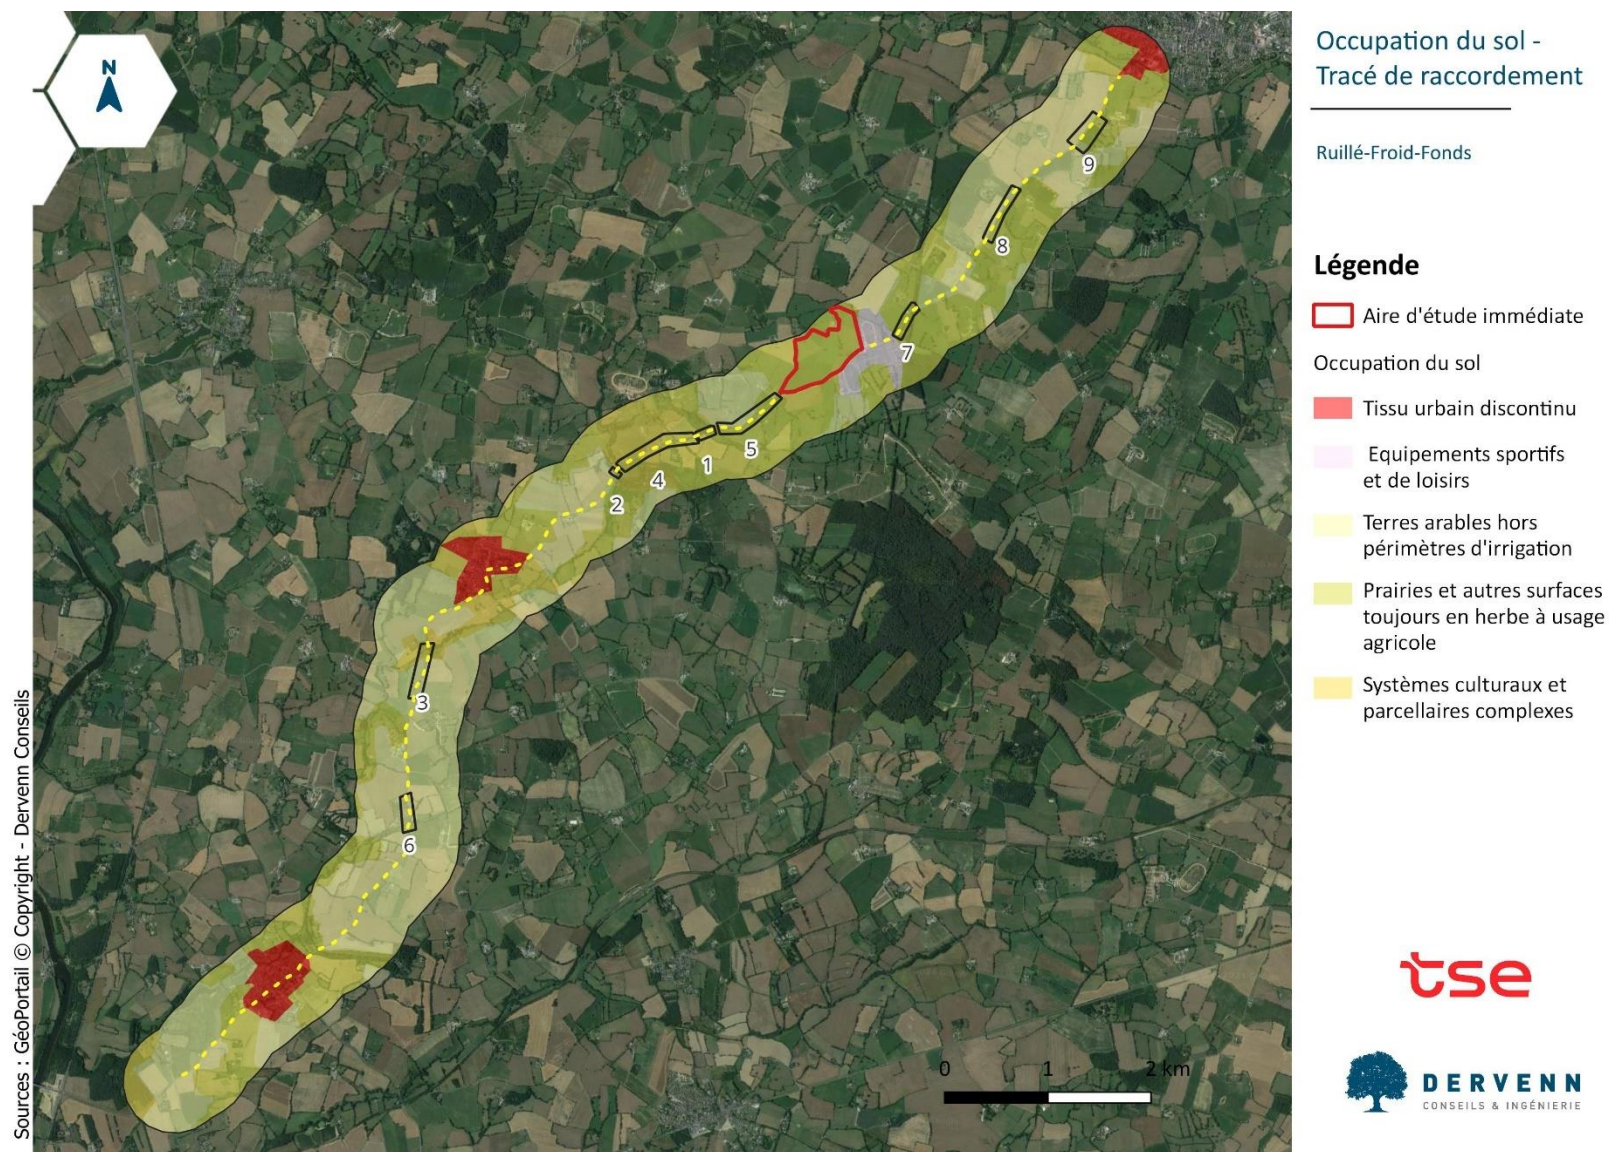 N
Occupation du sol -
Tracé de raccordement
Ruillé-Froid-Fonds
Légende
Aire d'étude immédiate
Occupation du sol
Tissu urbain discontinu
Equipements sportifs
et de loisirs
Terres arables hors
périmètres d'irrigation
Prairies et autres surfaces
toujours en herbe à usage
agricole
Systèmes culturaux et
parcellaires complexes
9
8
7
5
1
4
2
3
6
0 1 2 km
tse
DERVENN
CONSEILS & INGÉNIERIE
Sources : GéoPortail © Copyright - Dervenn Conseils